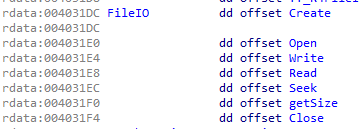 rdata:004031DC FileIO dd offset Create
rdata:004031DC
rdata:004031E0 dd offset Open
rdata:004031E4 dd offset Write
rdata:004031E8 dd offset Read
rdata:004031EC dd offset Seek
rdata:004031F0 dd offset getSize
rdata:004031F4 dd offset Close